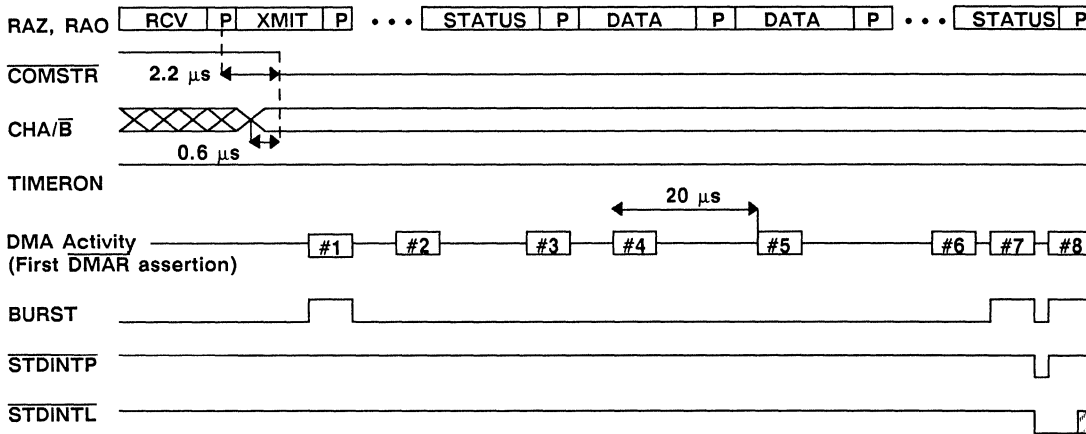 RAZ, RAO RCV P XMIT P • • • STATUS P DATA P DATA P • • • STATUS P
COMSTR 2.2 μs
CHA/B
0.6 μs
TIMERON
20 μs
DMA Activity #1 #2 #3 #4 #5 #6 #7 #8
(First DMAR assertion)
BURST
STDINTP
STDINTL